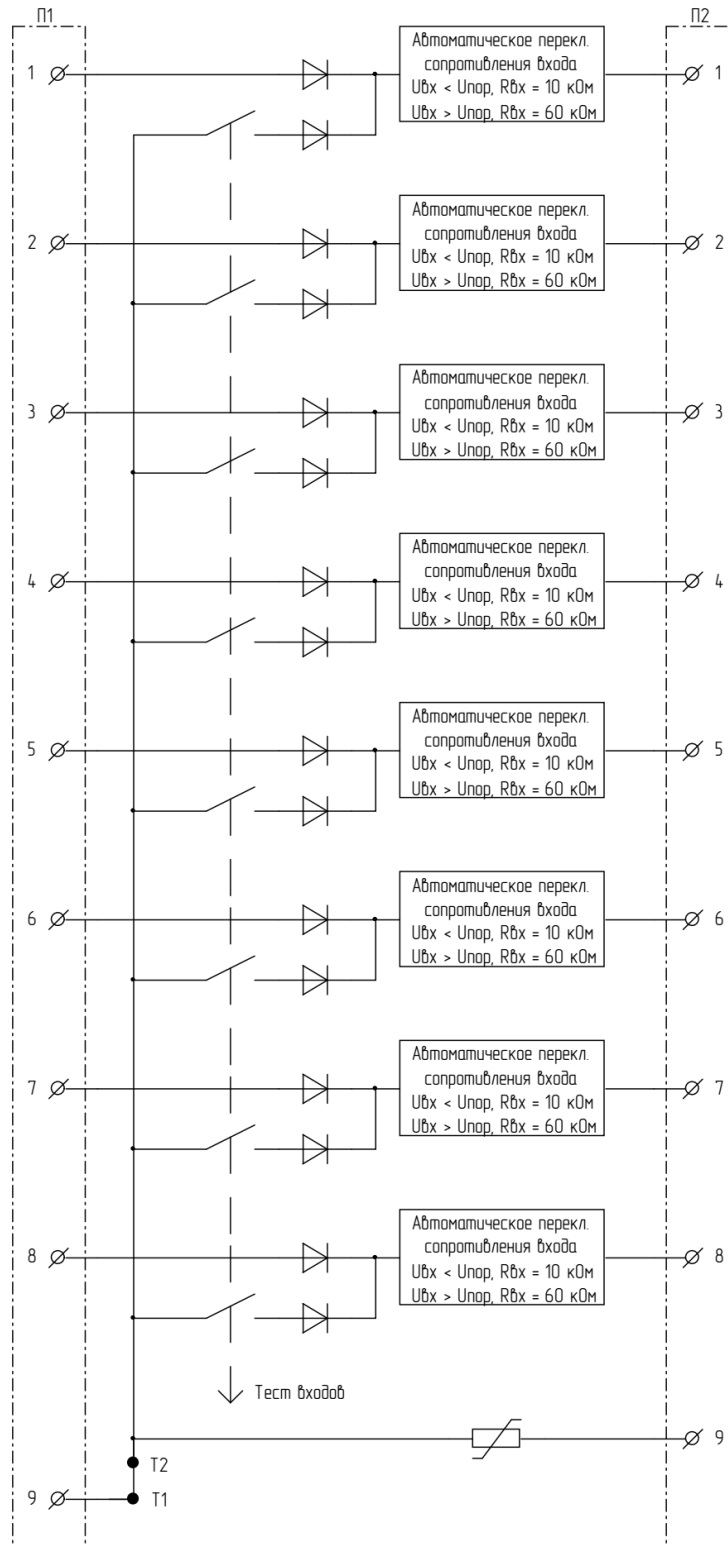 П1
П2
1
Автоматическое перекл.
сопротивления входа
Uвх < Uпор, Rвх = 10 кОм
Uвх > Uпор, Rвх = 60 кОм
1
2
Автоматическое перекл.
сопротивления входа
Uвх < Uпор, Rвх = 10 кОм
Uвх > Uпор, Rвх = 60 кОм
2
3
Автоматическое перекл.
сопротивления входа
Uвх < Uпор, Rвх = 10 кОм
Uвх > Uпор, Rвх = 60 кОм
3
4
Автоматическое перекл.
сопротивления входа
Uвх < Uпор, Rвх = 10 кОм
Uвх > Uпор, Rвх = 60 кОм
4
5
Автоматическое перекл.
сопротивления входа
Uвх < Uпор, Rвх = 10 кОм
Uвх > Uпор, Rвх = 60 кОм
5
6
Автоматическое перекл.
сопротивления входа
Uвх < Uпор, Rвх = 10 кОм
Uвх > Uпор, Rвх = 60 кОм
6
7
Автоматическое перекл.
сопротивления входа
Uвх < Uпор, Rвх = 10 кОм
Uвх > Uпор, Rвх = 60 кОм
7
8
Автоматическое перекл.
сопротивления входа
Uвх < Uпор, Rвх = 10 кОм
Uвх > Uпор, Rвх = 60 кОм
8
Тест входов
9
Т2
9
Т1